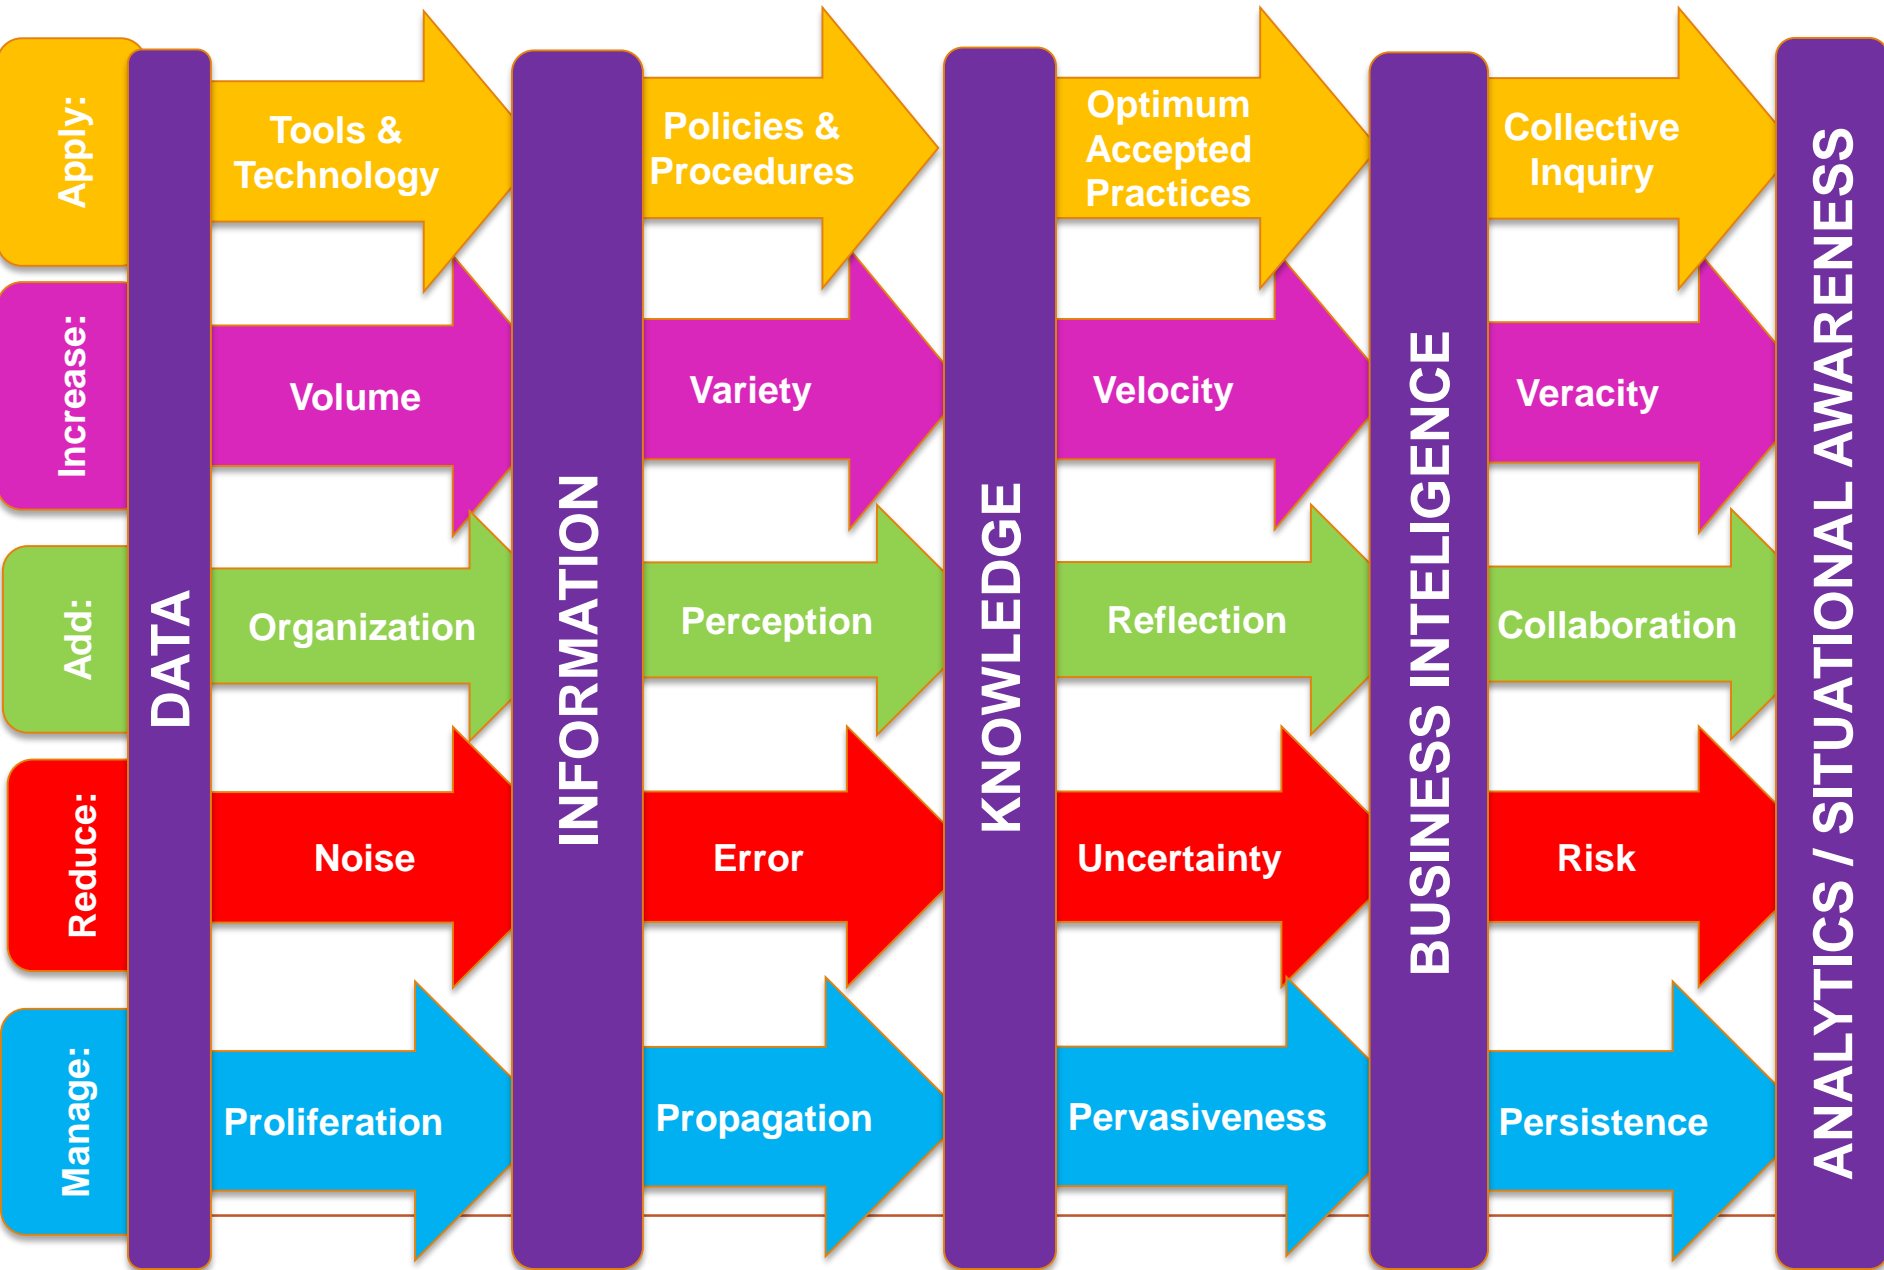 Apply:
Tools &
Technology
Policies &
Procedures
Optimum
Accepted
Practices
Collective
Inquiry
Increase:
Volume
Variety
Velocity
Veracity
Add:
Organization
Perception
Reflection
Collaboration
Reduce:
Noise
Error
Uncertainty
Risk
Manage:
Proliferation
Propagation
Pervasiveness
Persistence
DATA
INFORMATION
KNOWLEDGE
BUSINESS INTELIGENCE
ANALYTICS / SITUATIONAL AWARENESS